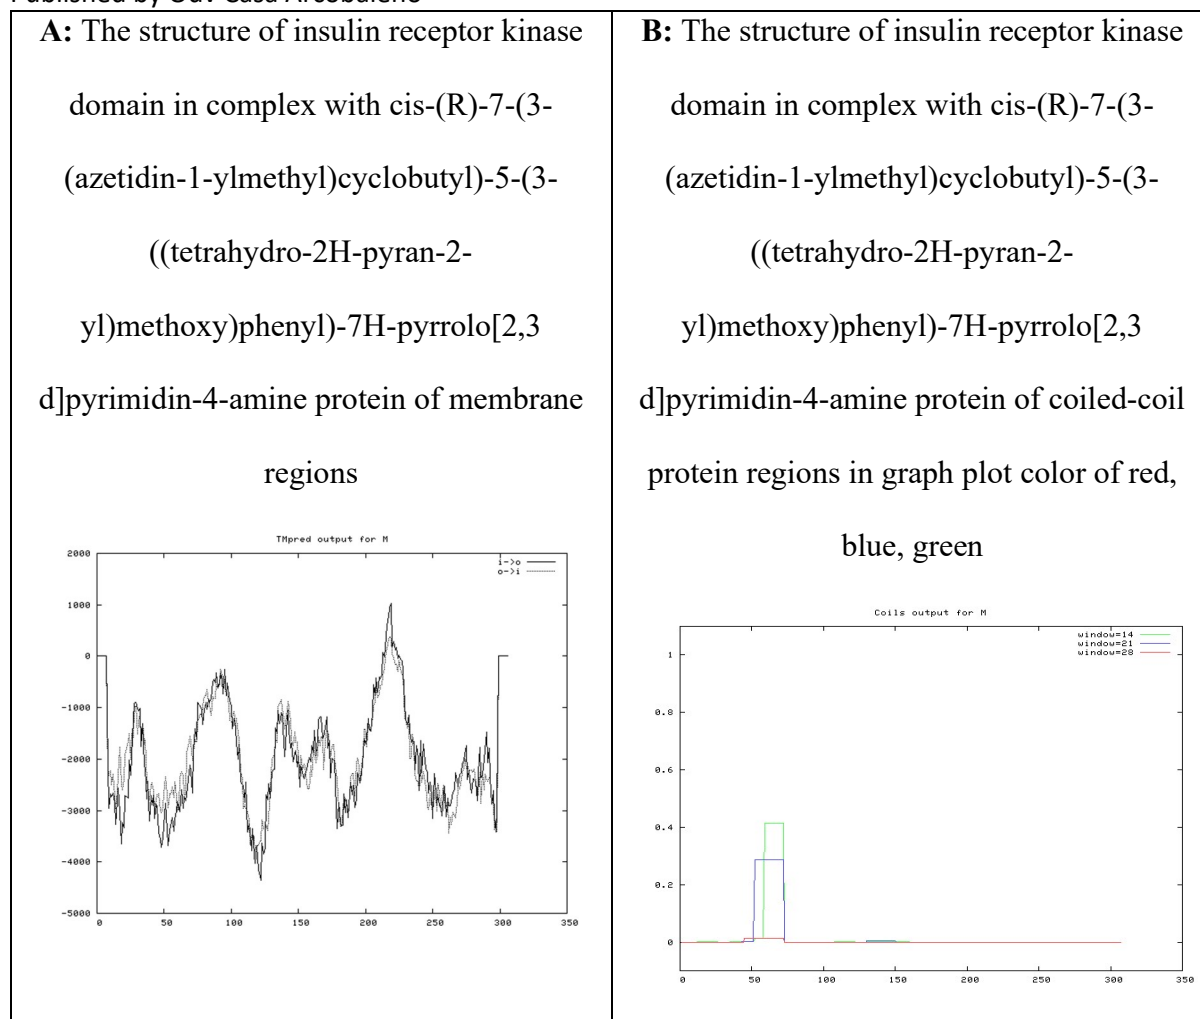 Published by Ody Casa Arcobaleno
A: The structure of insulin receptor kinase
domain in complex with cis-(R)-7-(3-
(azetidin-1-ylmethyl)cyclobutyl)-5-(3-
((tetrahydro-2H-pyran-2-
yl)methoxy)phenyl)-7H-pyrrolo[2,3
d]pyrimidin-4-amine protein of membrane
regions
TMpred output for M
i->o
o->i
2000
1000
0
-1000
-2000
-3000
-4000
-5000
0 50 100 150 200 250 300 350
B: The structure of insulin receptor kinase
domain in complex with cis-(R)-7-(3-
(azetidin-1-ylmethyl)cyclobutyl)-5-(3-
((tetrahydro-2H-pyran-2-
yl)methoxy)phenyl)-7H-pyrrolo[2,3
d]pyrimidin-4-amine protein of coiled-coil
protein regions in graph plot color of red,
blue, green
Coils output for M
window=14
window=21
window=28
1
0.8
0.6
0.4
0.2
0
0 50 100 150 200 250 300 350